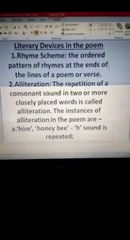 Literary Devices in the poem
1.Rhyme Scheme: the ordered
pattern of rhymes at the ends of
the lines of a poem or verse.
2.Alliteration: The repetition of a
consonant sound in two or more
closely placed words is called
alliteration. The instances of
alliteration in the poem are –
a.‘hive’, ‘honey bee’ - ‘h’ sound is
repeated;